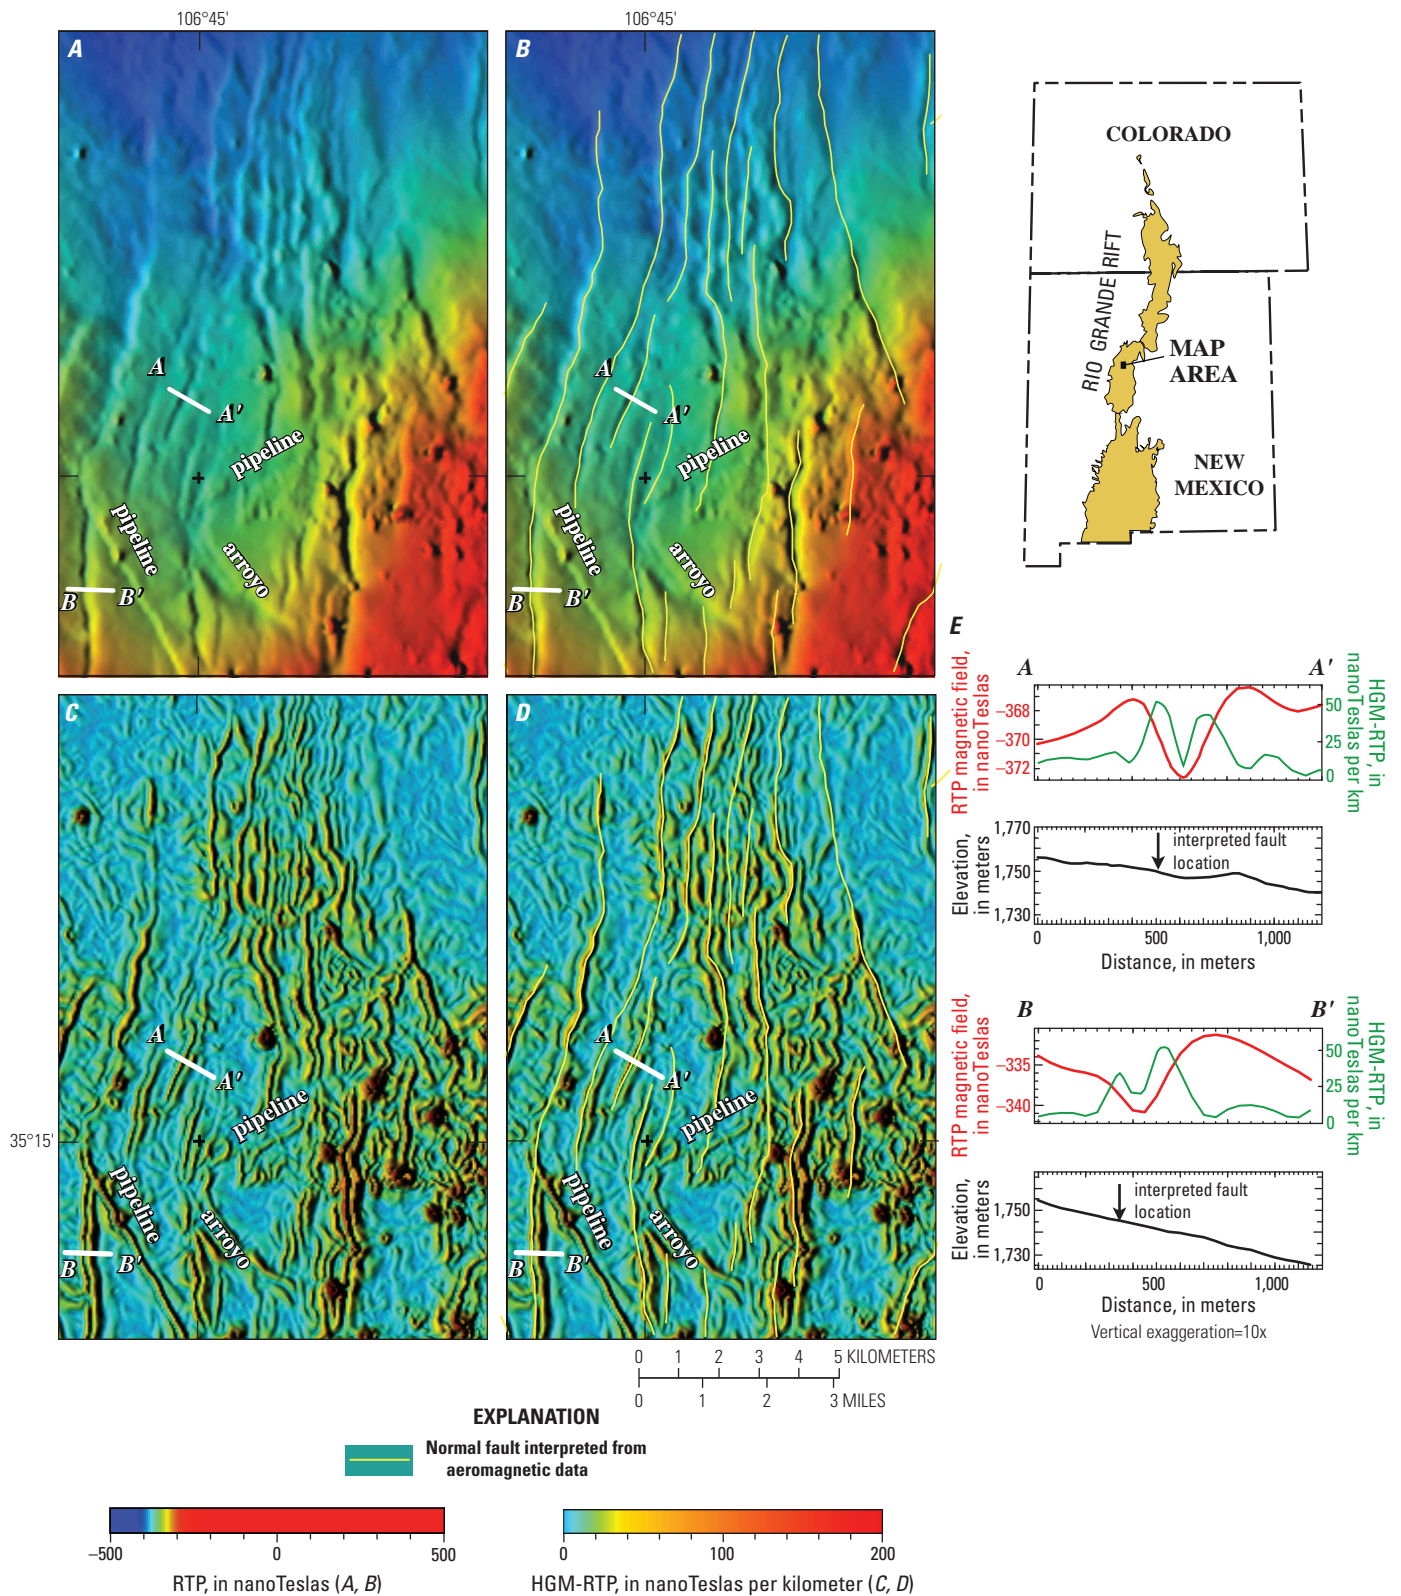 106°45'
106°45'
A
A
A'
pipeline
pipeline
arroyo
B
B'
B
A
A'
pipeline
pipeline
arroyo
B
B'
COLORADO
RIO GRANDE RIFT
MAP
AREA
NEW
MEXICO
C
A
A'
pipeline
35°15'
pipeline
arroyo
B
B'
D
A
A'
pipeline
pipeline
arroyo
B
B'
E
A
A'
RTP magnetic field,
in nanoTeslas
−368
−370
−372
50
25
0
HGM-RTP, in
nanoTeslas per km
Elevation,
in meters
1,770
1,750
1,730
interpreted fault
location
0
500
1,000
Distance, in meters
B
B'
RTP magnetic field,
in nanoTeslas
−335
−340
50
25
0
HGM-RTP, in
nanoTeslas per km
Elevation,
in meters
1,750
1,730
interpreted fault
location
0
500
1,000
Distance, in meters
Vertical exaggeration=10x
0 1 2 3 4 5 KILOMETERS
0 1 2 3 MILES
EXPLANATION
Normal fault interpreted from
aeromagnetic data
−500 0 500
RTP, in nanoTeslas (A, B)
0 100 200
HGM-RTP, in nanoTeslas per kilometer (C, D)